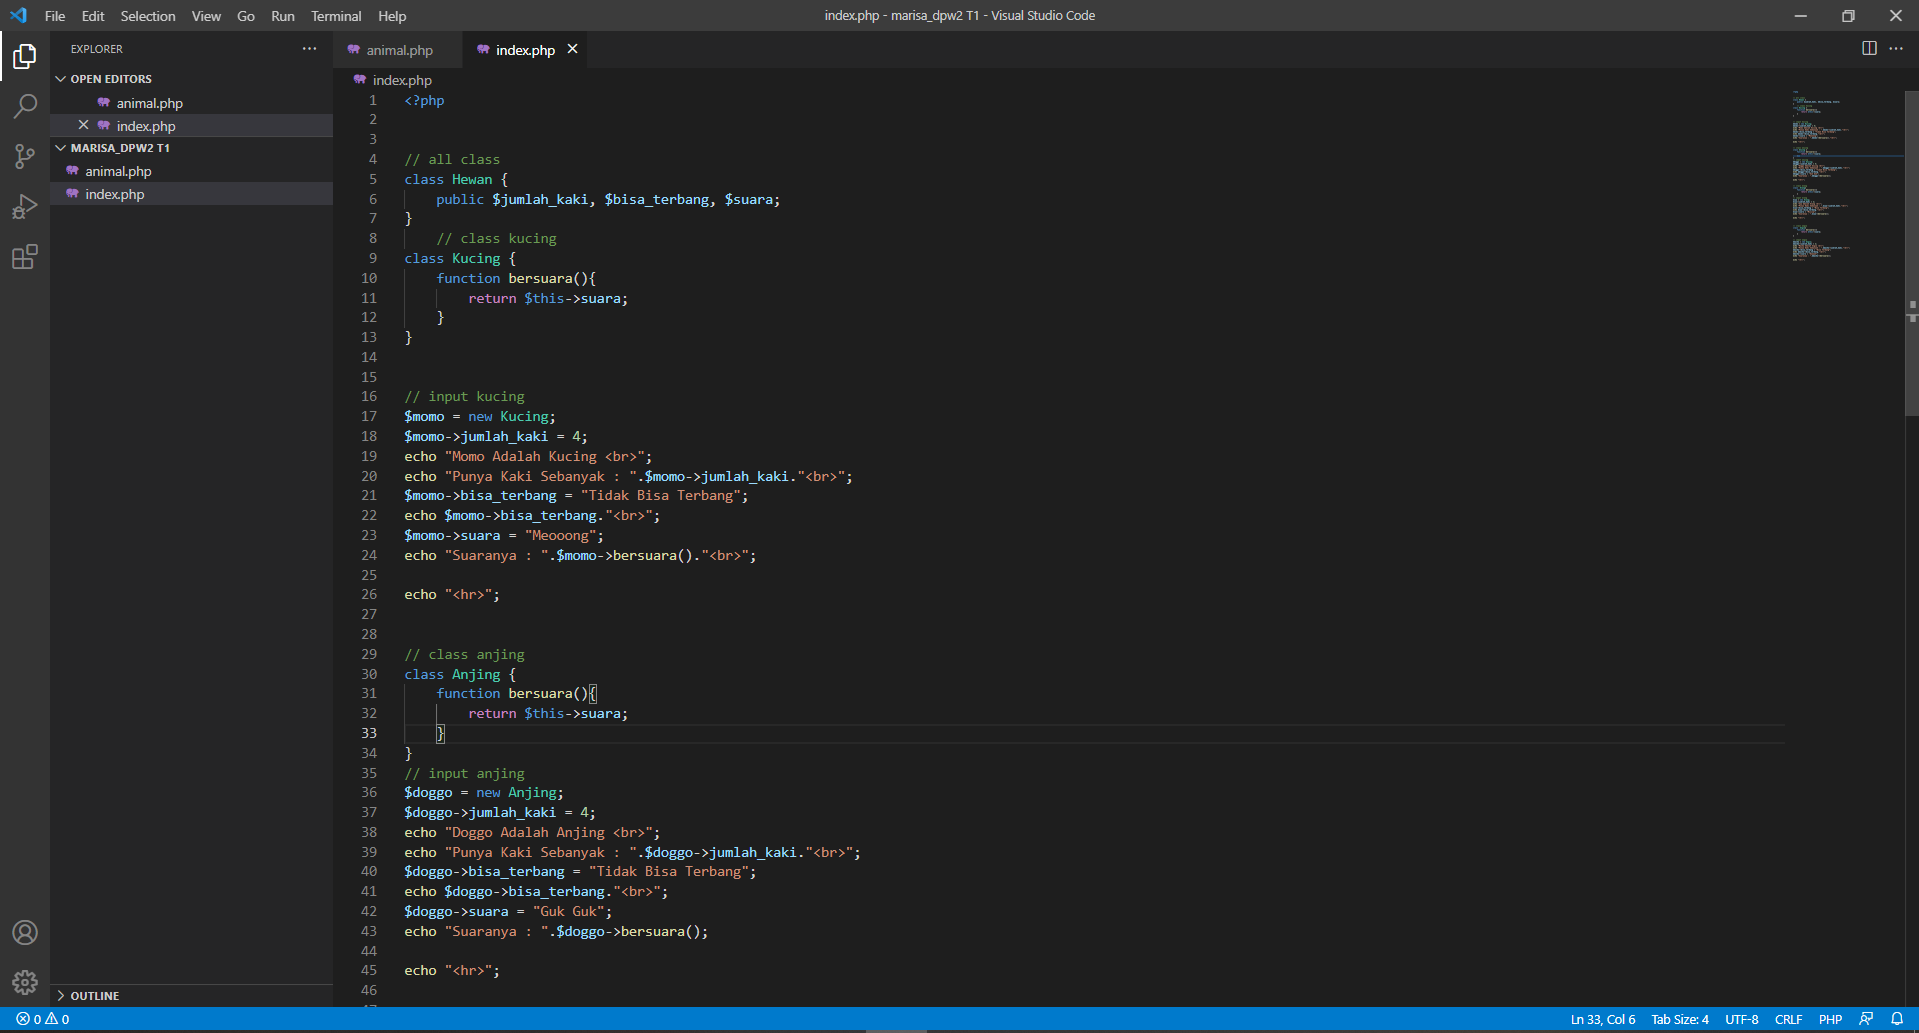 File Edit Selection View Go Run Terminal Help
index.php - marisa_dpw2 T1 - Visual Studio Code
EXPLORER
OPEN EDITORS
animal.php
index.php
MARISA_DPW2 T1
animal.php
index.php
OUTLINE
animal.php
index.php
index.php
1 <?php
2
3
4 // all class
5 class Hewan {
6     public $jumlah_kaki, $bisa_terbang, $suara;
7 }
8     // class kucing
9 class Kucing {
10     function bersuara(){
11         return $this->suara;
12     }
13 }
14
15
16 // input kucing
17 $momo = new Kucing;
18 $momo->jumlah_kaki = 4;
19 echo "Momo Adalah Kucing <br>";
20 echo "Punya Kaki Sebanyak : ".$momo->jumlah_kaki."<br>";
21 $momo->bisa_terbang = "Tidak Bisa Terbang";
22 echo $momo->bisa_terbang."<br>";
23 $momo->suara = "Meooong";
24 echo "Suaranya : ".$momo->bersuara()."<br>";
25
26 echo "<hr>";
27
28
29 // class anjing
30 class Anjing {
31     function bersuara(){
32         return $this->suara;
33     }
34 }
35 // input anjing
36 $doggo = new Anjing;
37 $doggo->jumlah_kaki = 4;
38 echo "Doggo Adalah Anjing <br>";
39 echo "Punya Kaki Sebanyak : ".$doggo->jumlah_kaki."<br>";
40 $doggo->bisa_terbang = "Tidak Bisa Terbang";
41 echo $doggo->bisa_terbang."<br>";
42 $doggo->suara = "Guk Guk";
43 echo "Suaranya : ".$doggo->bersuara();
44
45 echo "<hr>";
46
0 0
Ln 33, Col 6 Tab Size: 4 UTF-8 CRLF PHP